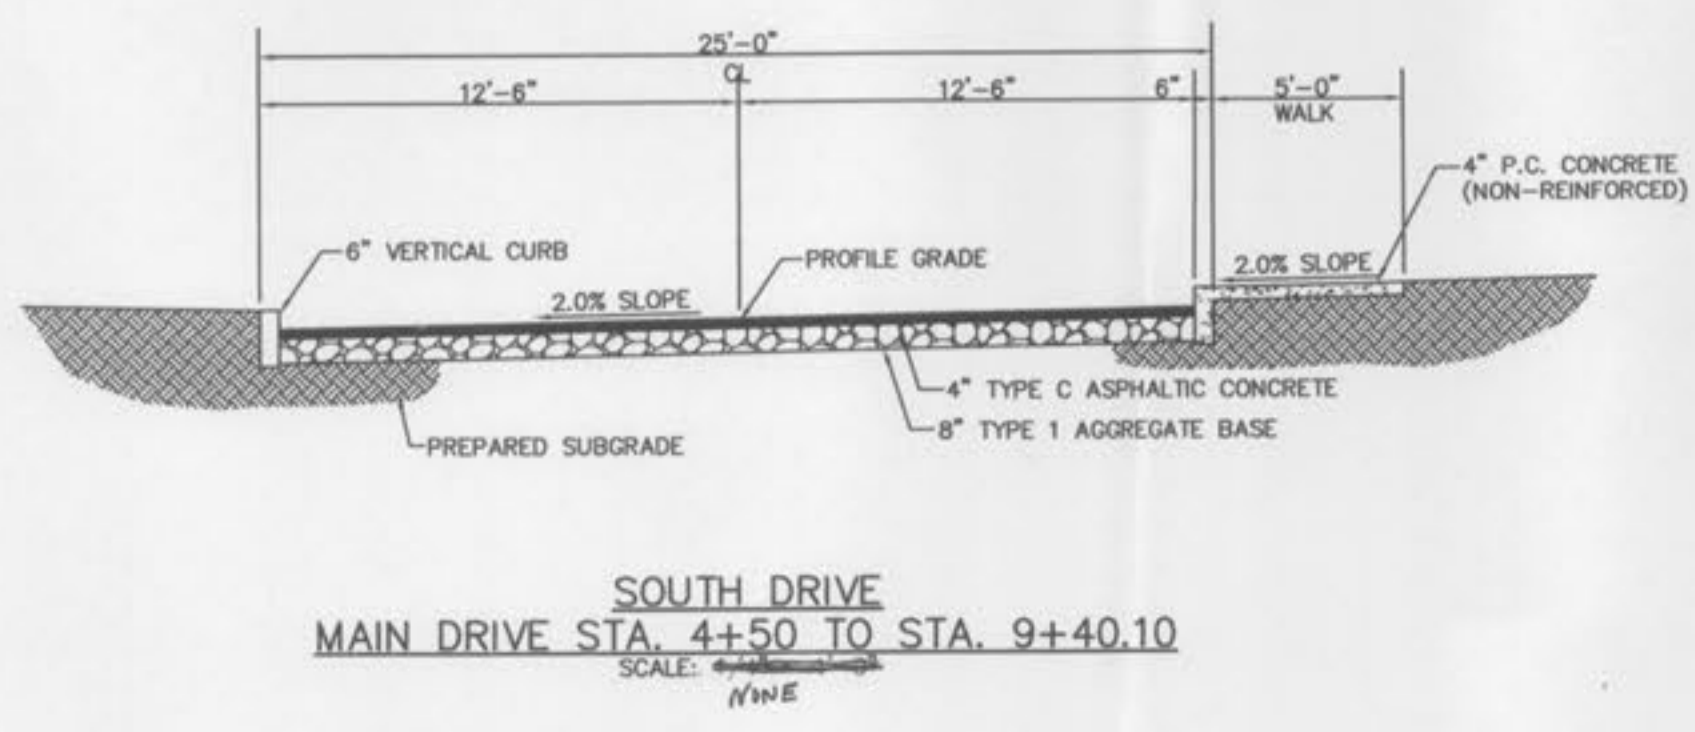 25'-0"
CL
12'-6"
12'-6"
6"
5'-0"
WALK
4" P.C. CONCRETE
(NON-REINFORCED)
6" VERTICAL CURB
PROFILE GRADE
2.0% SLOPE
2.0% SLOPE
4" TYPE C ASPHALTIC CONCRETE
8" TYPE 1 AGGREGATE BASE
PREPARED SUBGRADE
SOUTH DRIVE
MAIN DRIVE STA. 4+50 TO STA. 9+40.10
SCALE:
NONE